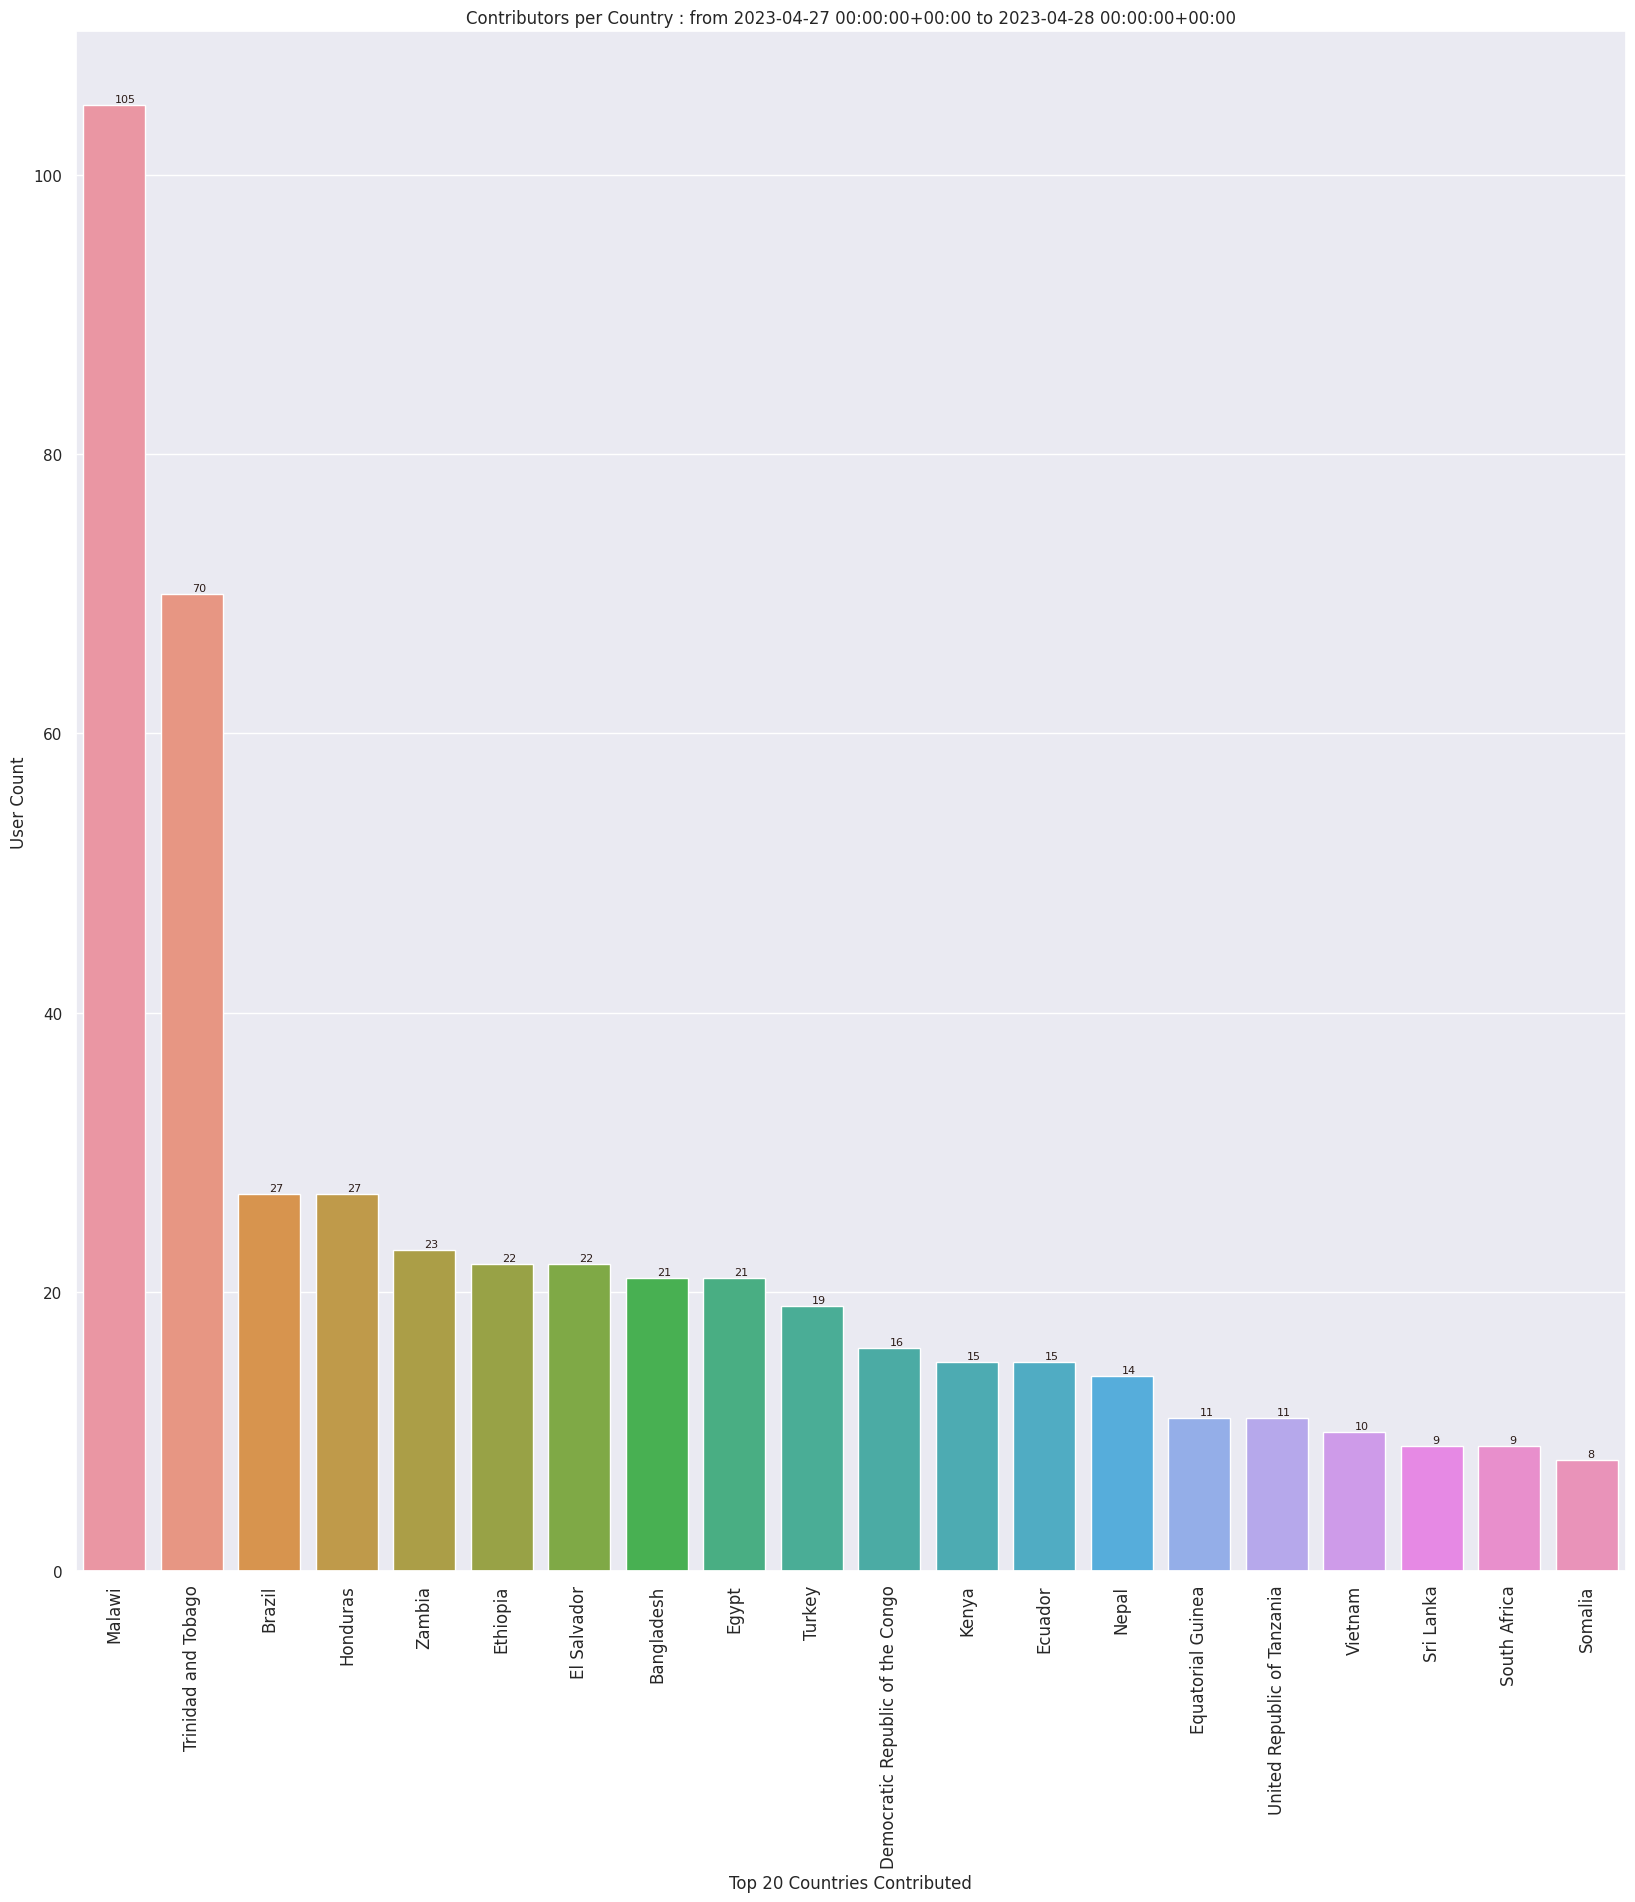 Contributors per Country : from 2023-04-27 00:00:00+00:00 to 2023-04-28 00:00:00+00:00
User Count
100
80
60
40
20
0
105
70
27
27
23
22
22
21
21
19
16
15
15
14
11
11
10
9
9
8
Malawi
Trinidad and Tobago
Brazil
Honduras
Zambia
Ethiopia
El Salvador
Bangladesh
Egypt
Turkey
Democratic Republic of the Congo
Kenya
Ecuador
Nepal
Equatorial Guinea
United Republic of Tanzania
Vietnam
Sri Lanka
South Africa
Somalia
Top 20 Countries Contributed